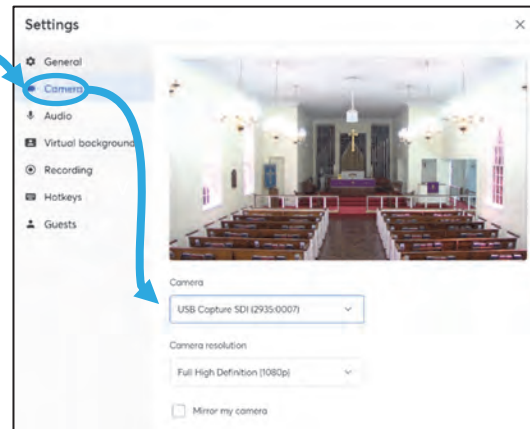 Settings
General
Camera
Audio
Virtual background
Recording
Hotkeys
Guests
Camera
USB Capture SDI (2935:0007)
Camera resolution
Full High Definition (1080p)
Mirror my camera